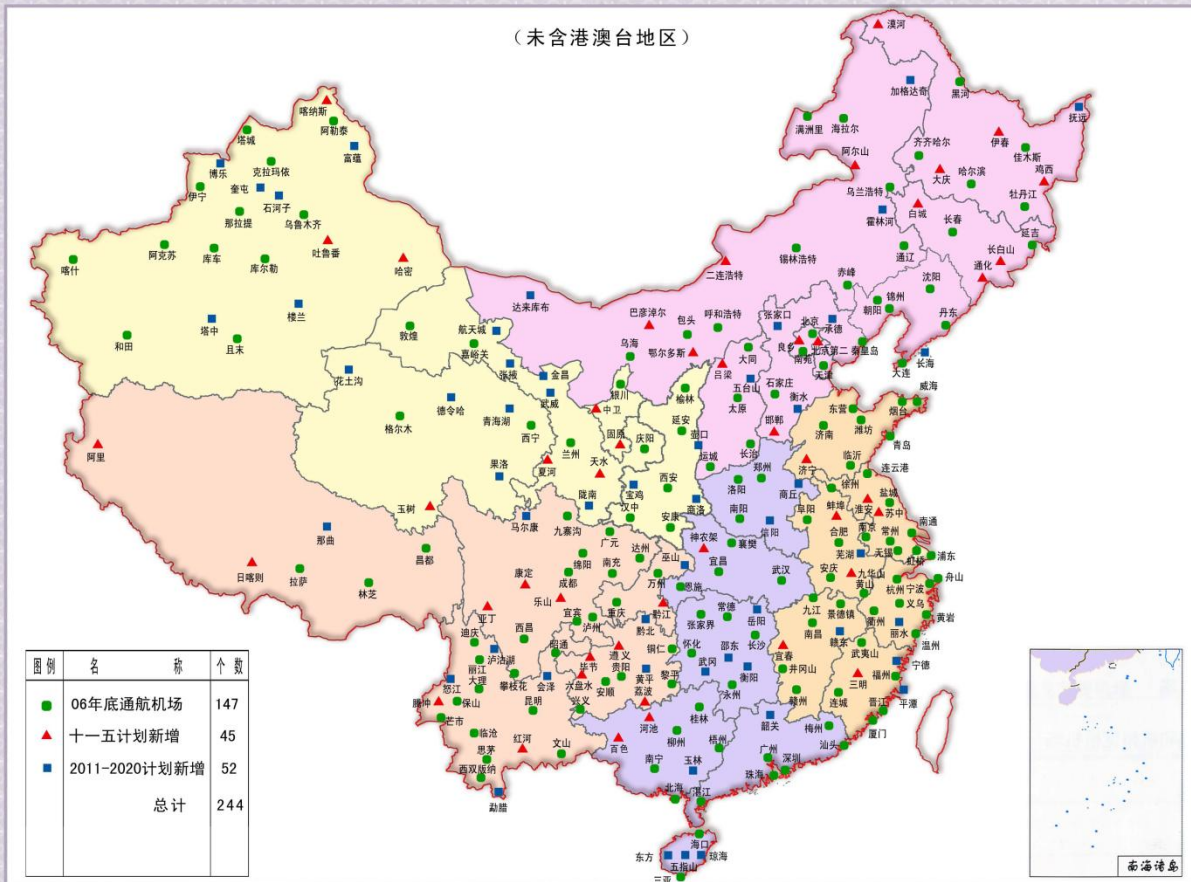 （未含港澳台地区）
漠河
加格达奇
黑河
抚远
满洲里
海拉尔
阿尔山
齐齐哈尔
伊春
佳木斯
大庆
哈尔滨
鸡西
牡丹江
乌兰浩特
霍林河
白城
长春
延吉
长白山
通化
通辽
锡林浩特
二连浩特
赤峰
沈阳
锦州
朝阳
丹东
大连
长海
喀纳斯
阿勒泰
塔城
富蕴
克拉玛依
博乐
奎屯
石河子
伊宁
那拉提
乌鲁木齐
吐鲁番
哈密
喀什
阿克苏
库车
库尔勒
楼兰
塔中
且末
和田
达来库布
巴彦淖尔
包头
呼和浩特
鄂尔多斯
乌海
张家口
北京
承德
良乡
南苑
北京第二
秦皇岛
天津
大同
吕梁
五台山
石家庄
太原
衡水
邯郸
长治
运城
敦煌
航天城
嘉峪关
张掖
金昌
武威
花土沟
德令哈
青海湖
格尔木
西宁
果洛
玉树
银川
中卫
固原
榆林
延安
壶口
庆阳
兰州
夏河
天水
陇南
宝鸡
西安
汉中
商洛
安康
东营
烟台
威海
济南
潍坊
青岛
临沂
济宁
连云港
徐州
盐城
淮安
苏中
蚌埠
南京
常州
南通
合肥
芜湖
无锡
虹桥
浦东
阜阳
安庆
九华山
黄山
杭州
宁波
舟山
义乌
黄岩
衢州
丽水
温州
郑州
洛阳
商丘
南阳
信阳
神农架
襄樊
宜昌
武汉
恩施
九江
景德镇
南昌
赣东
武夷山
宁德
福州
平潭
三明
宜春
井冈山
赣州
连城
晋江
厦门
常德
张家界
岳阳
长沙
怀化
武冈
邵东
衡阳
永州
阿里
那曲
日喀则
拉萨
林芝
昌都
马尔康
九寨沟
广元
绵阳
南充
达州
巫山
万州
康定
成都
乐山
重庆
黔江
亚丁
西昌
宜宾
泸州
黔北
铜仁
迪庆
泸沽湖
昭通
遵义
毕节
贵阳
黄平
黎平
丽江
大理
攀枝花
会泽
六盘水
安顺
荔波
怒江
保山
腾冲
芒市
昆明
兴义
临沧
思茅
红河
文山
西双版纳
勐腊
河池
百色
桂林
柳州
梧州
南宁
玉林
北海
湛江
韶关
梅州
汕头
广州
深圳
珠海
海口
东方
五指山
琼海
三亚
图例 名 称 个 数
06年底通航机场 147
十一五计划新增 45
2011-2020计划新增 52
总计 244
南海诸岛